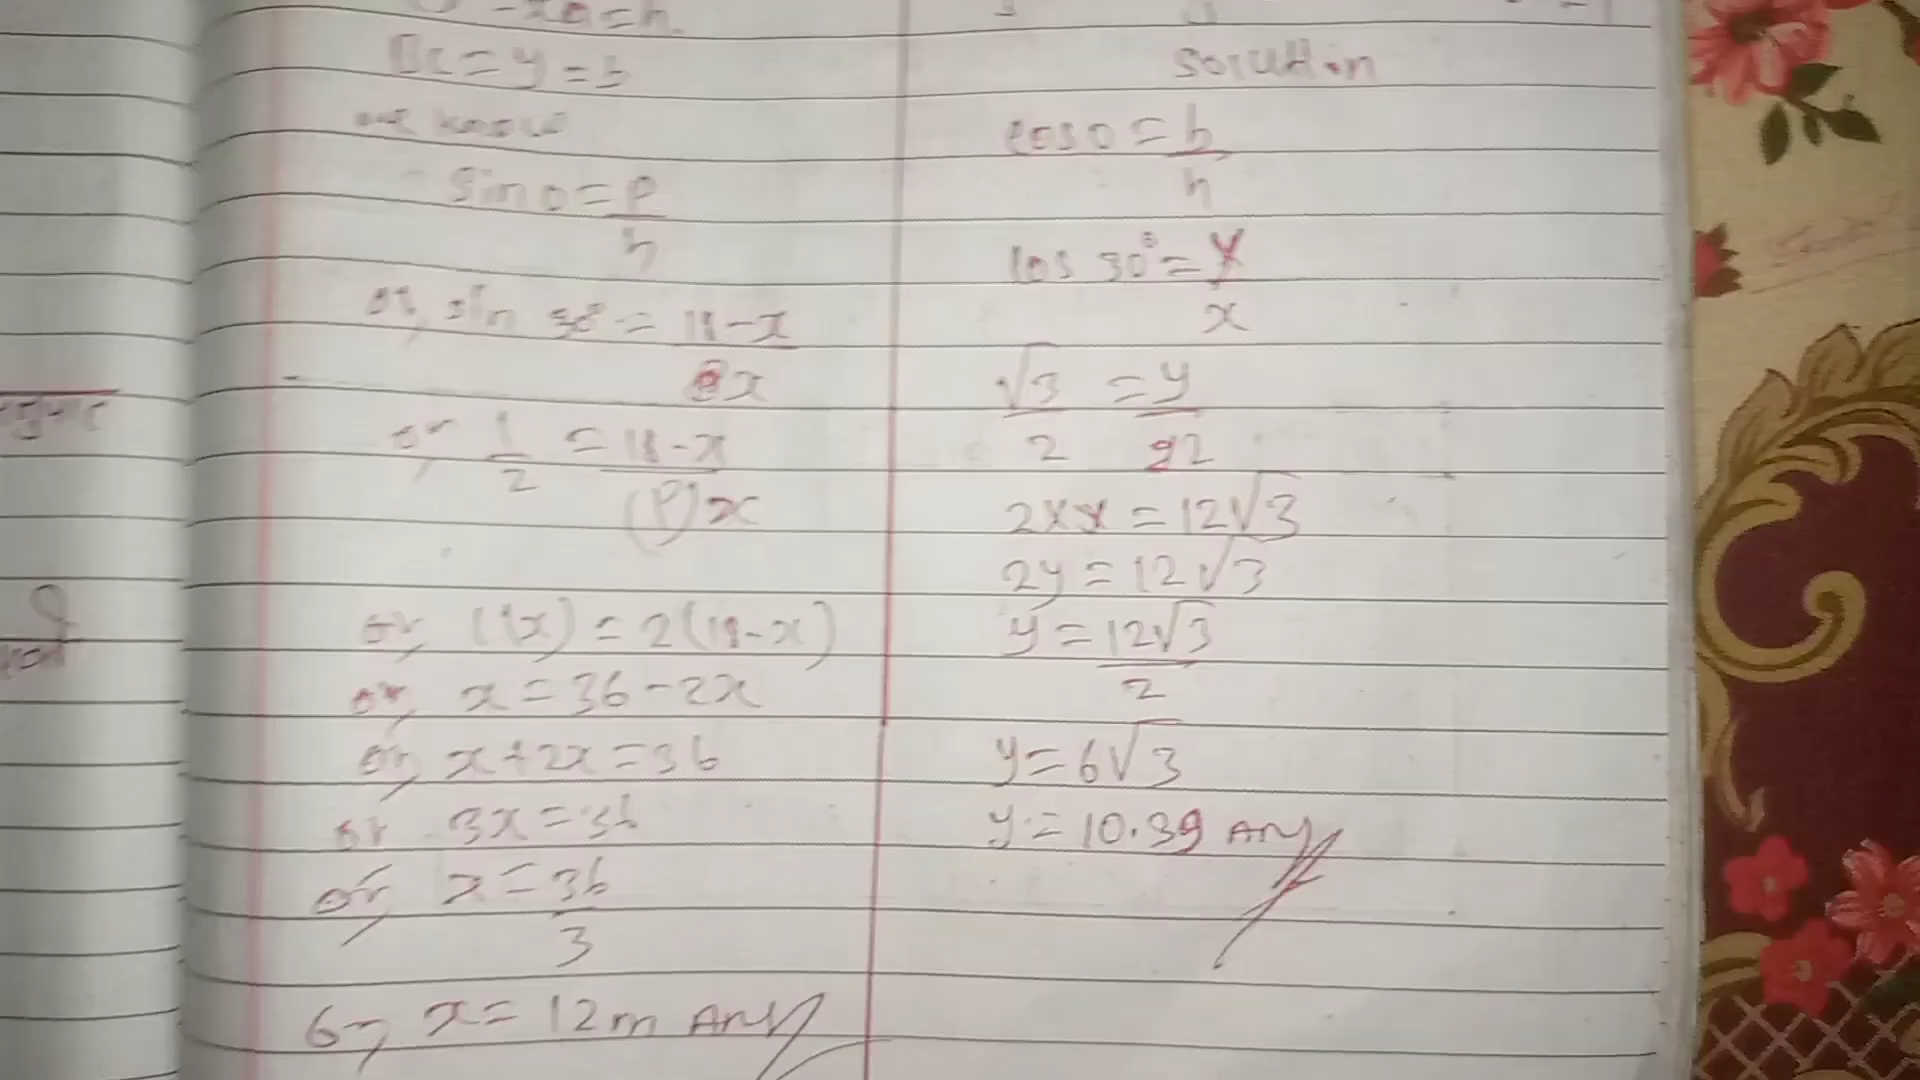 BC = y = b
we know
sin θ = p/h
or, sin 30° = 18-x/x
or, 1/2 = 18-x/(1)x
or, (1x) = 2(18-x)
or, x = 36-2x
or, x+2x = 36
or 3x = 36
or, x = 36/3
x = 12m Ans
solution
cos θ = b/h
cos 30° = y/x
√3/2 = y/12
2xy = 12√3
2y = 12√3
y = 12√3/2
y = 6√3
y = 10.39 Ans